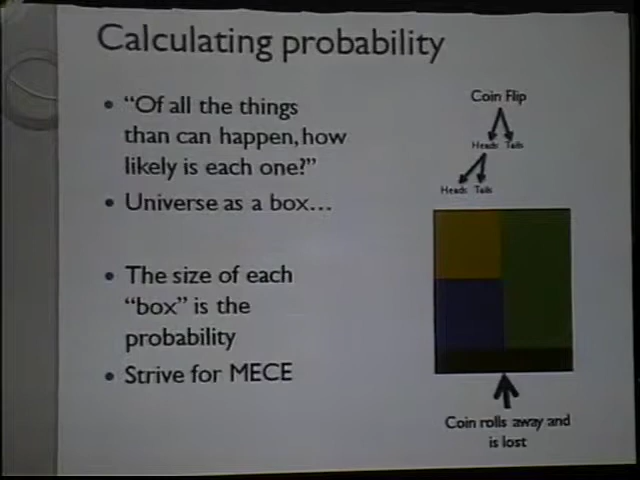 Calculating probability
• "Of all the things
than can happen, how
likely is each one?"
• Universe as a box...
• The size of each
"box" is the
probability
• Strive for MECE
Coin Flip
Heads Tails
Heads Tails
Coin rolls away and
is lost